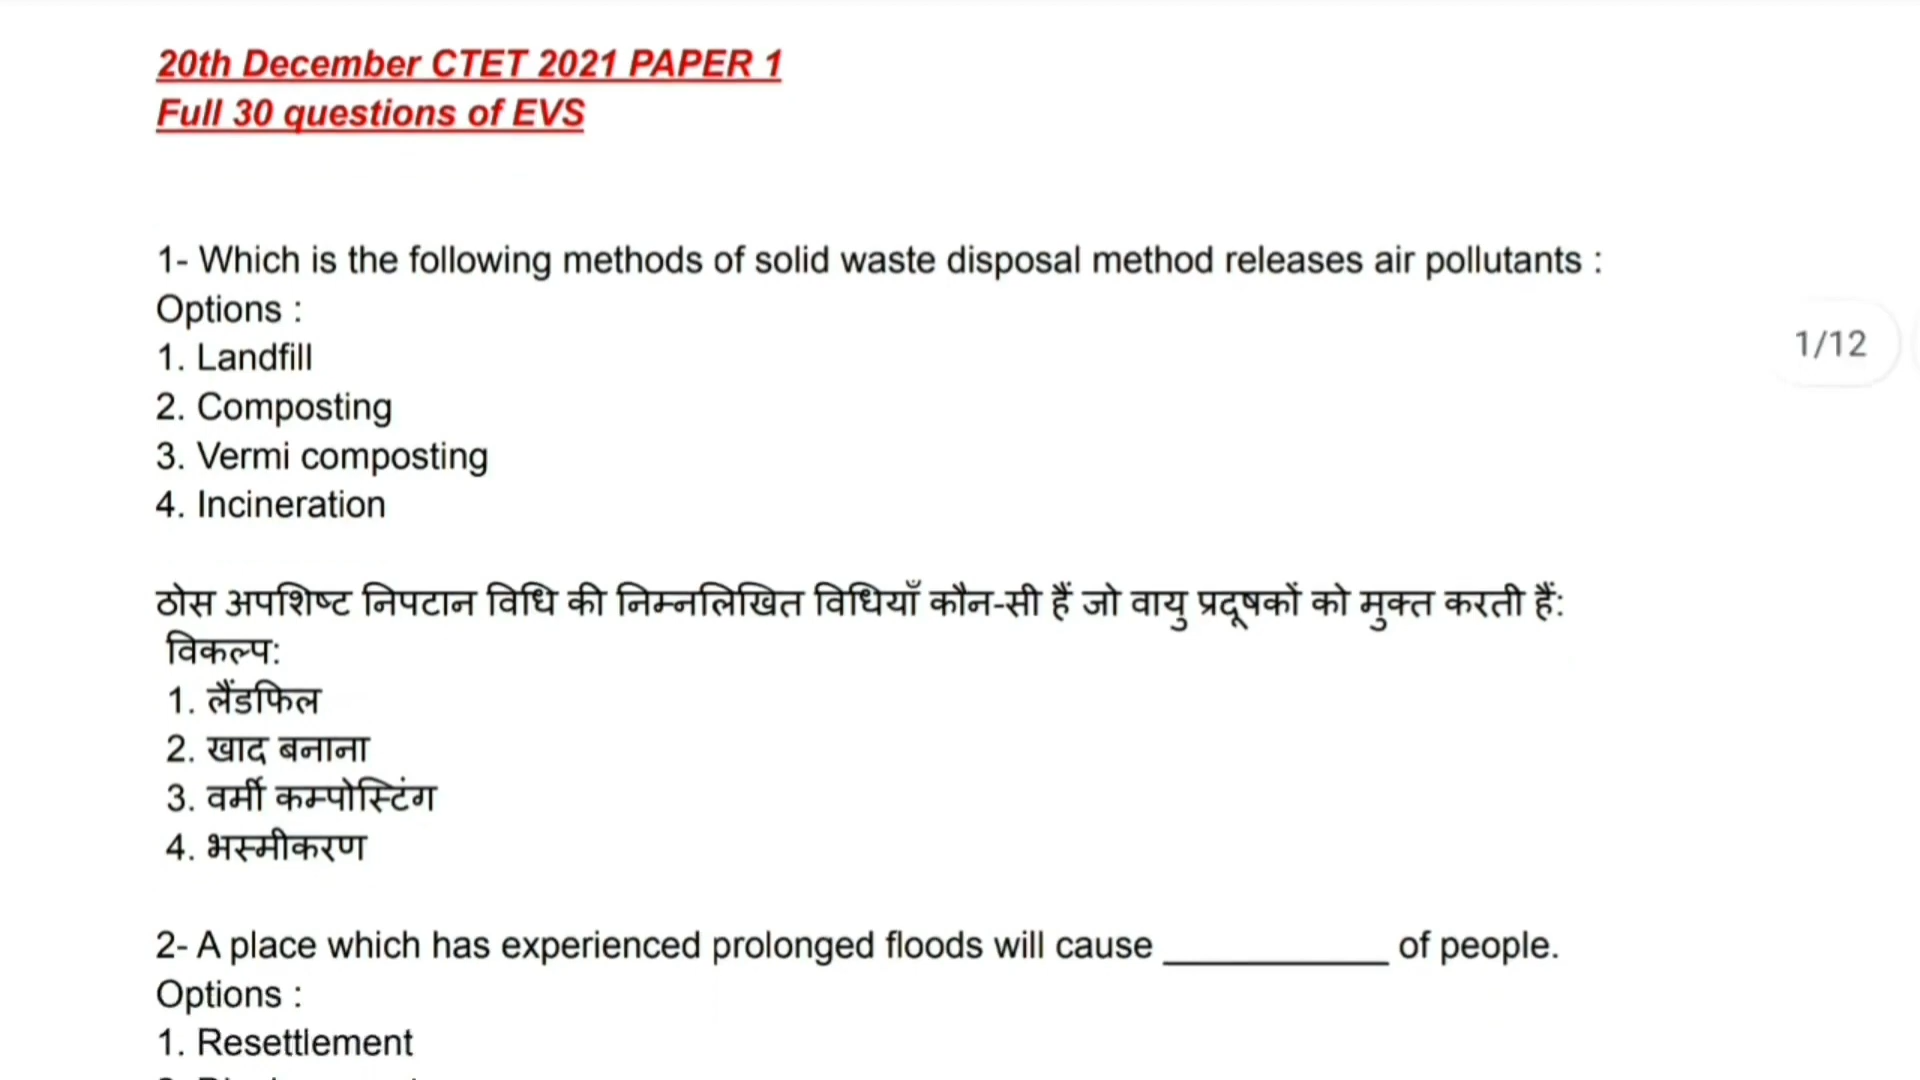 20th December CTET 2021 PAPER 1
Full 30 questions of EVS
1- Which is the following methods of solid waste disposal method releases air pollutants :
Options :
1. Landfill
2. Composting
3. Vermi composting
4. Incineration
1/12
ठोस अपशिष्ट निपटान विधि की निम्नलिखित विधियाँ कौन-सी हैं जो वायु प्रदूषकों को मुक्त करती हैं:
विकल्प:
1. लैंडफिल
2. खाद बनाना
3. वर्मी कम्पोस्टिंग
4. भस्मीकरण
2- A place which has experienced prolonged floods will cause ___________ of people.
Options :
1. Resettlement